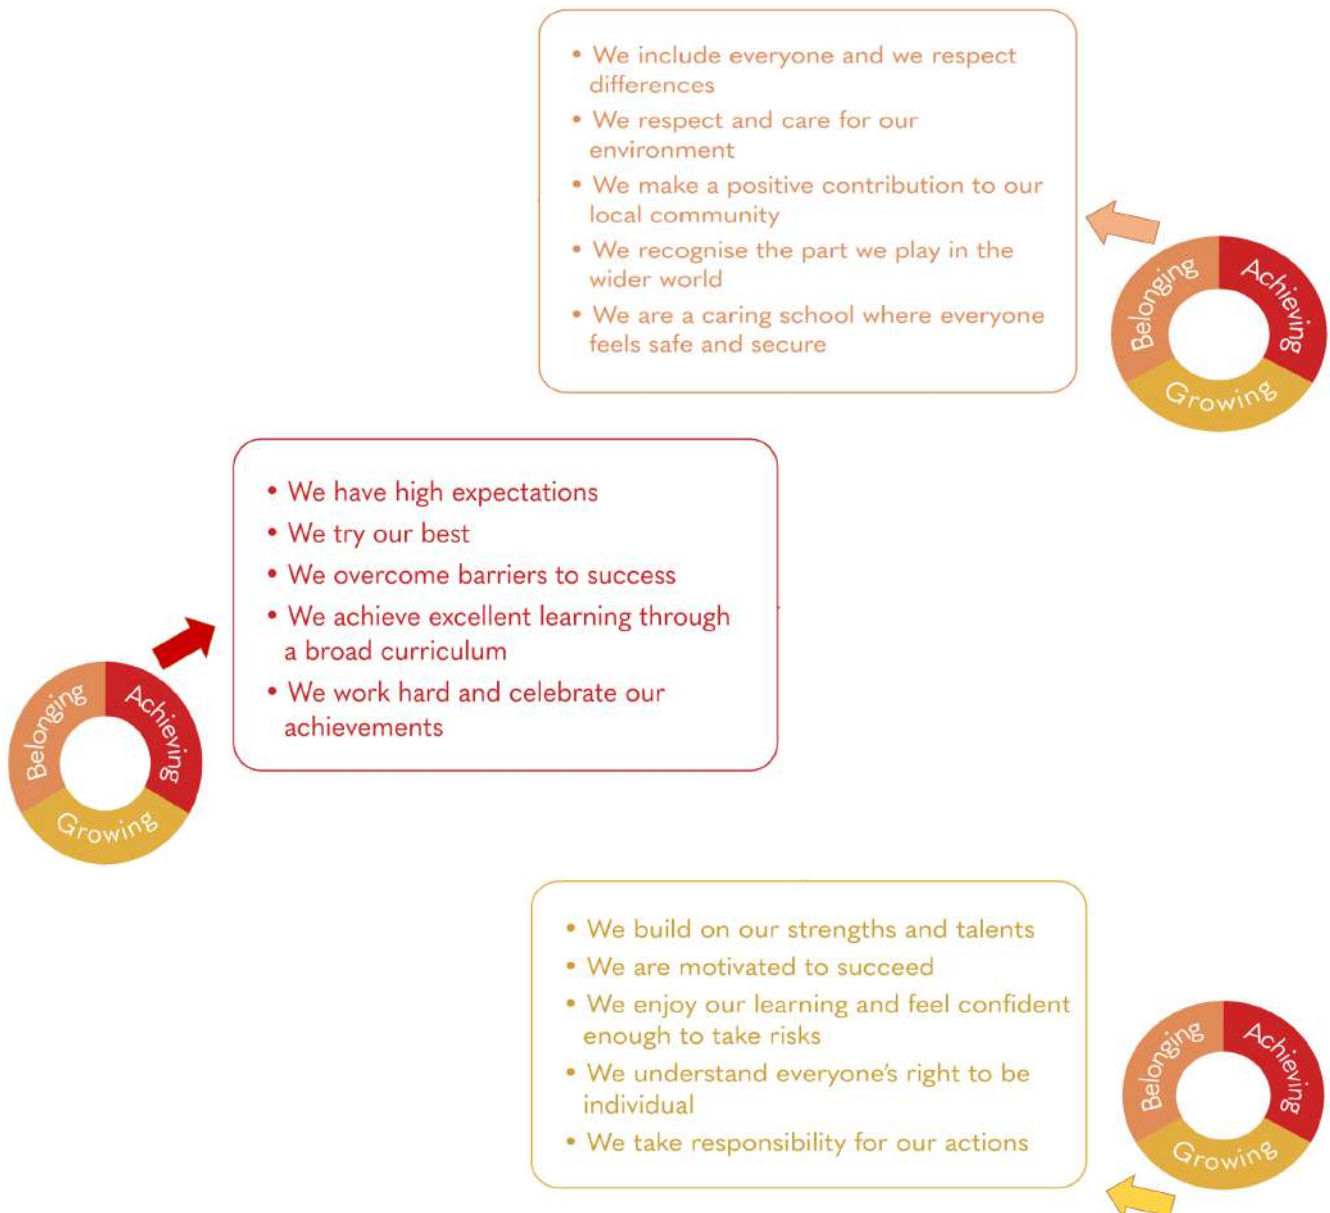 • We include everyone and we respect
differences
• We respect and care for our
environment
• We make a positive contribution to our
local community
• We recognise the part we play in the
wider world
• We are a caring school where everyone
feels safe and secure
Belonging
Achieving
Growing
• We have high expectations
• We try our best
• We overcome barriers to success
• We achieve excellent learning through
a broad curriculum
• We work hard and celebrate our
achievements
Belonging
Achieving
Growing
• We build on our strengths and talents
• We are motivated to succeed
• We enjoy our learning and feel confident
enough to take risks
• We understand everyone's right to be
individual
• We take responsibility for our actions
Belonging
Achieving
Growing